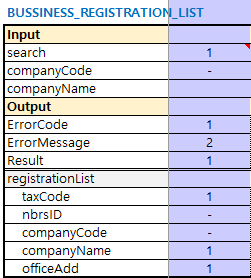 BUSSINESS_REGISTRATION_LIST
Input
search 1
companyCode -
companyName
Output
ErrorCode 1
ErrorMessage 2
Result 1
registrationList
taxCode 1
nbrsID -
companyCode -
companyName 1
officeAdd 1